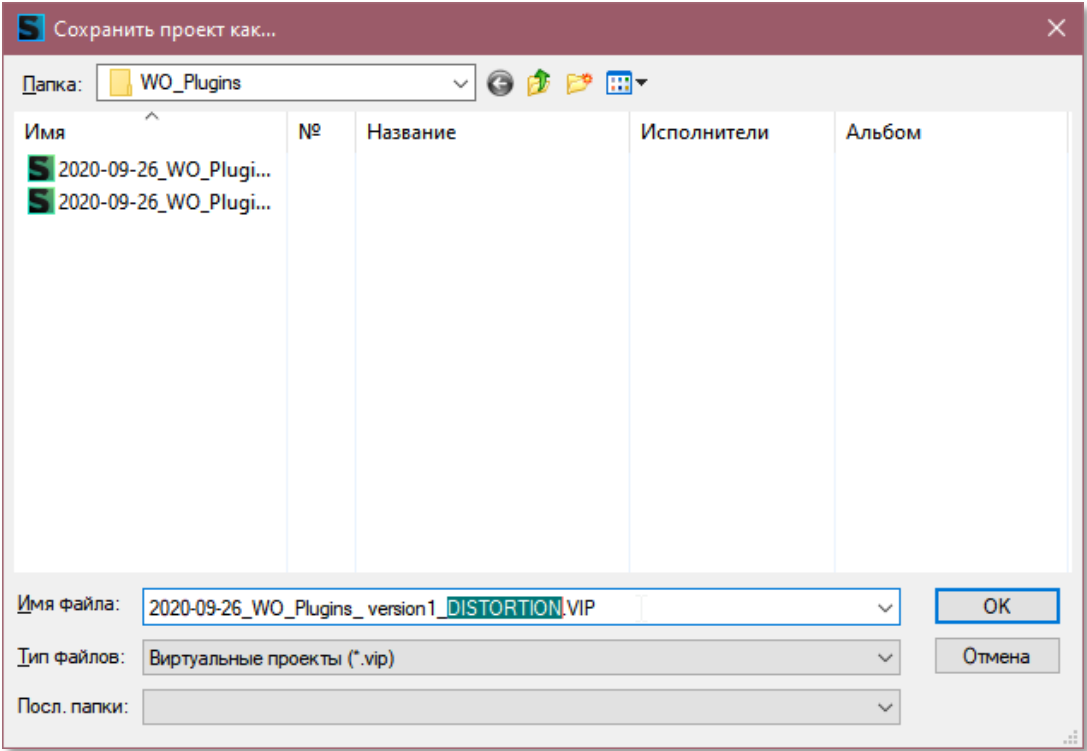 Сохранить проект как...
Папка: WO_Plugins
Имя № Название Исполнители Альбом
2020-09-26_WO_Plugi...
2020-09-26_WO_Plugi...
Имя файла: 2020-09-26_WO_Plugins_ version1_DISTORTION.VIP OK
Тип файлов: Виртуальные проекты (*.vip) Отмена
Посл. папки: